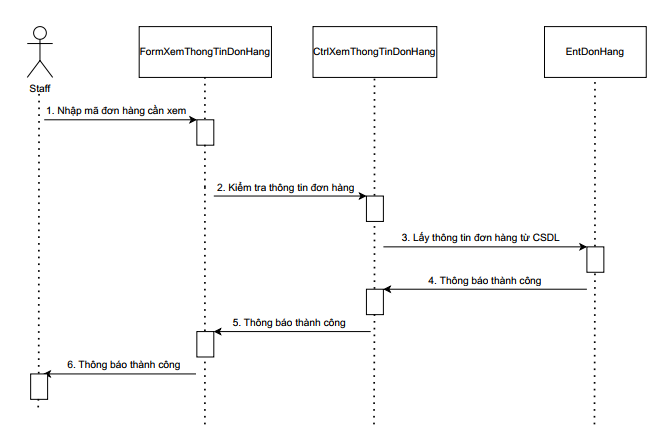 FormXemThongTinDonHang
CtrlXemThongTinDonHang
EntDonHang
Staff
1. Nhập mã đơn hàng cần xem
2. Kiểm tra thông tin đơn hàng
3. Lấy thông tin đơn hàng từ CSDL
4. Thông báo thành công
5. Thông báo thành công
6. Thông báo thành công